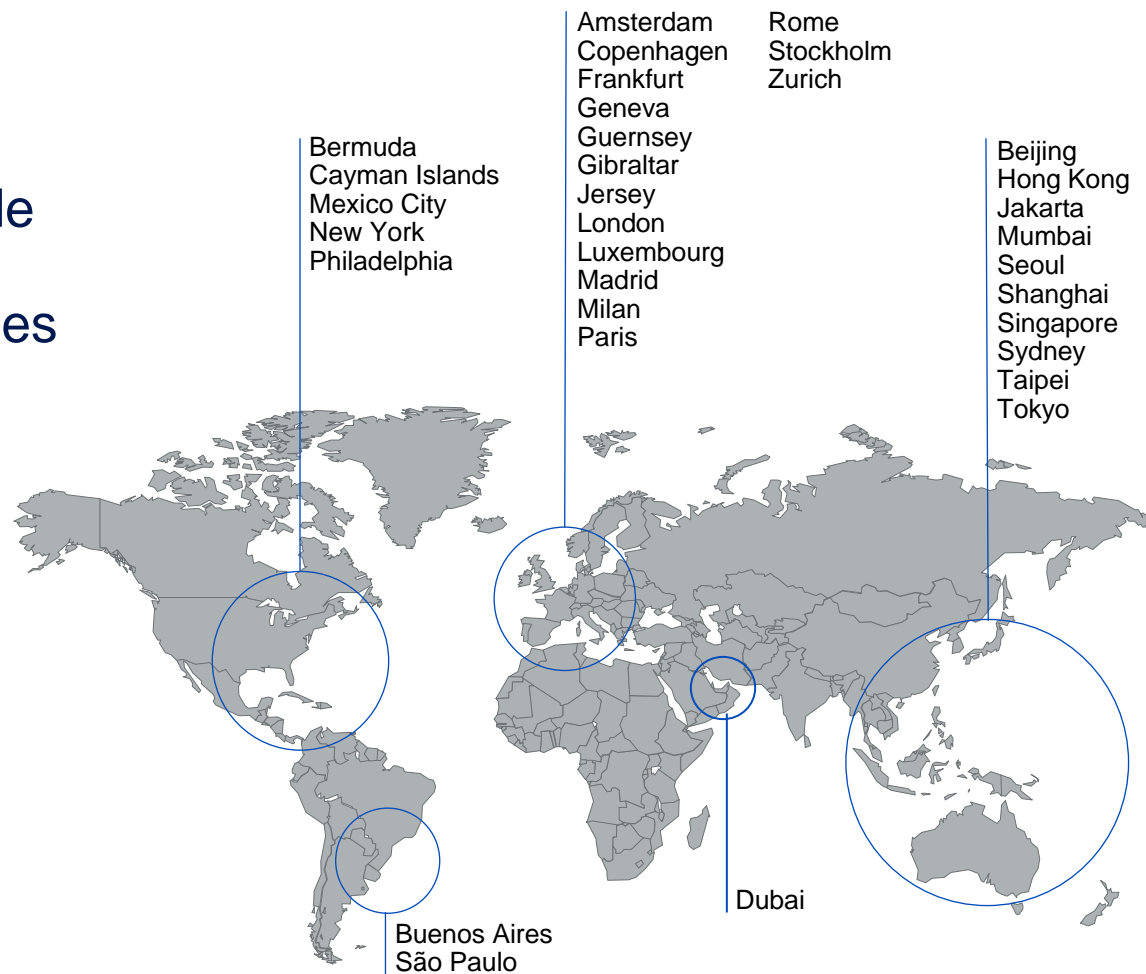 le
es
Bermuda
Cayman Islands
Mexico City
New York
Philadelphia
Amsterdam
Copenhagen
Frankfurt
Geneva
Guernsey
Gibraltar
Jersey
London
Luxembourg
Madrid
Milan
Paris
Rome
Stockholm
Zurich
Beijing
Hong Kong
Jakarta
Mumbai
Seoul
Shanghai
Singapore
Sydney
Taipei
Tokyo
Dubai
Buenos Aires
São Paulo